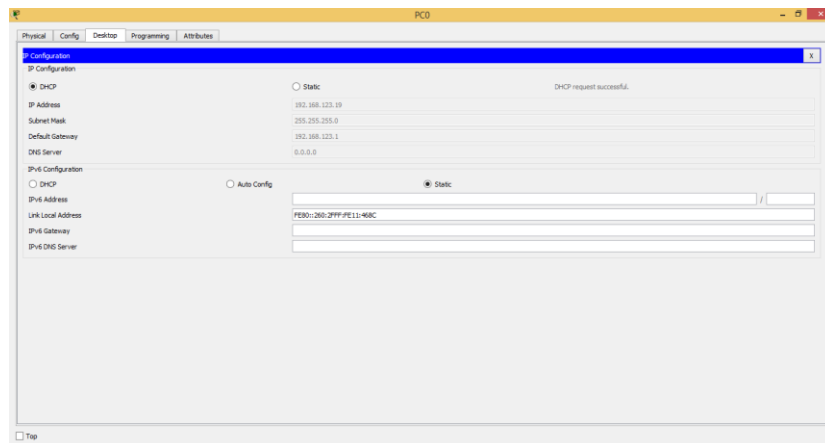 PC0
Physical Config Desktop Programming Attributes
IP Configuration X
IP Configuration
DHCP Static DHCP request successful.
IP Address 192.168.123.19
Subnet Mask 255.255.255.0
Default Gateway 192.168.123.1
DNS Server 0.0.0.0
IPv6 Configuration
DHCP Auto Config Static
IPv6 Address /
Link Local Address FE80::260:2FFF:FE11:468C
IPv6 Gateway
IPv6 DNS Server
Top